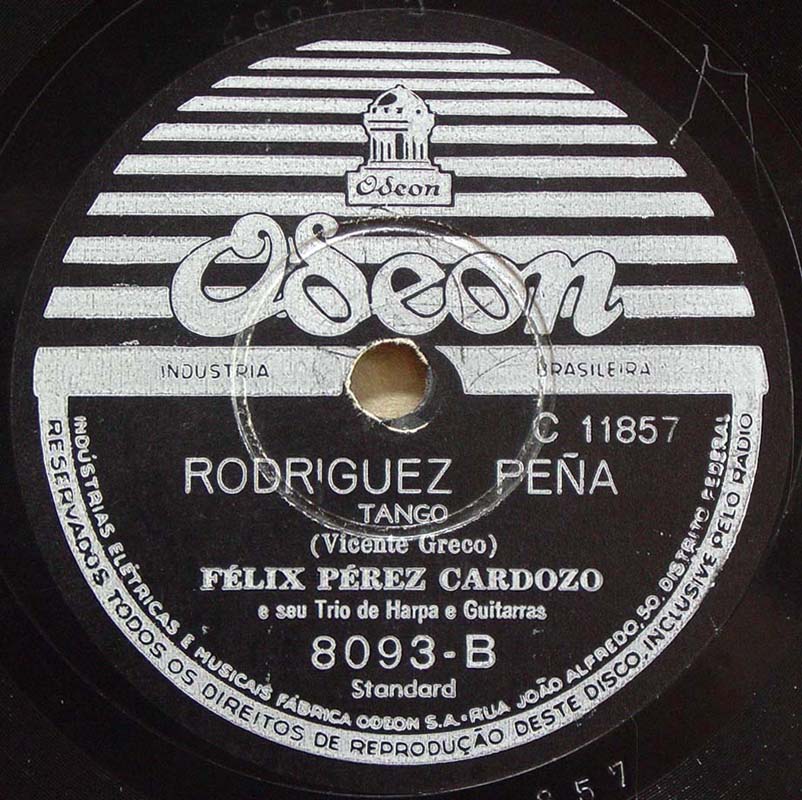 Odeon
Odeon
INDUSTRIA BRASILEIRA
C 11857
RODRIGUEZ PEÑA
TANGO
(Vicente Greco)
FÉLIX PÉREZ CARDOZO
e seu Trio de Harpa e Guitarras
8093-B
Standard
INDÚSTRIAS ELÉTRICAS E MUSICAIS FÁBRICA ODEON S.A. • RUA JOÃO ALFREDO, 50, DISTRITO FEDERAL
RESERVADOS TODOS OS DIREITOS DE REPRODUÇÃO DESTE DISCO, INCLUSIVE PELO RADIO
857